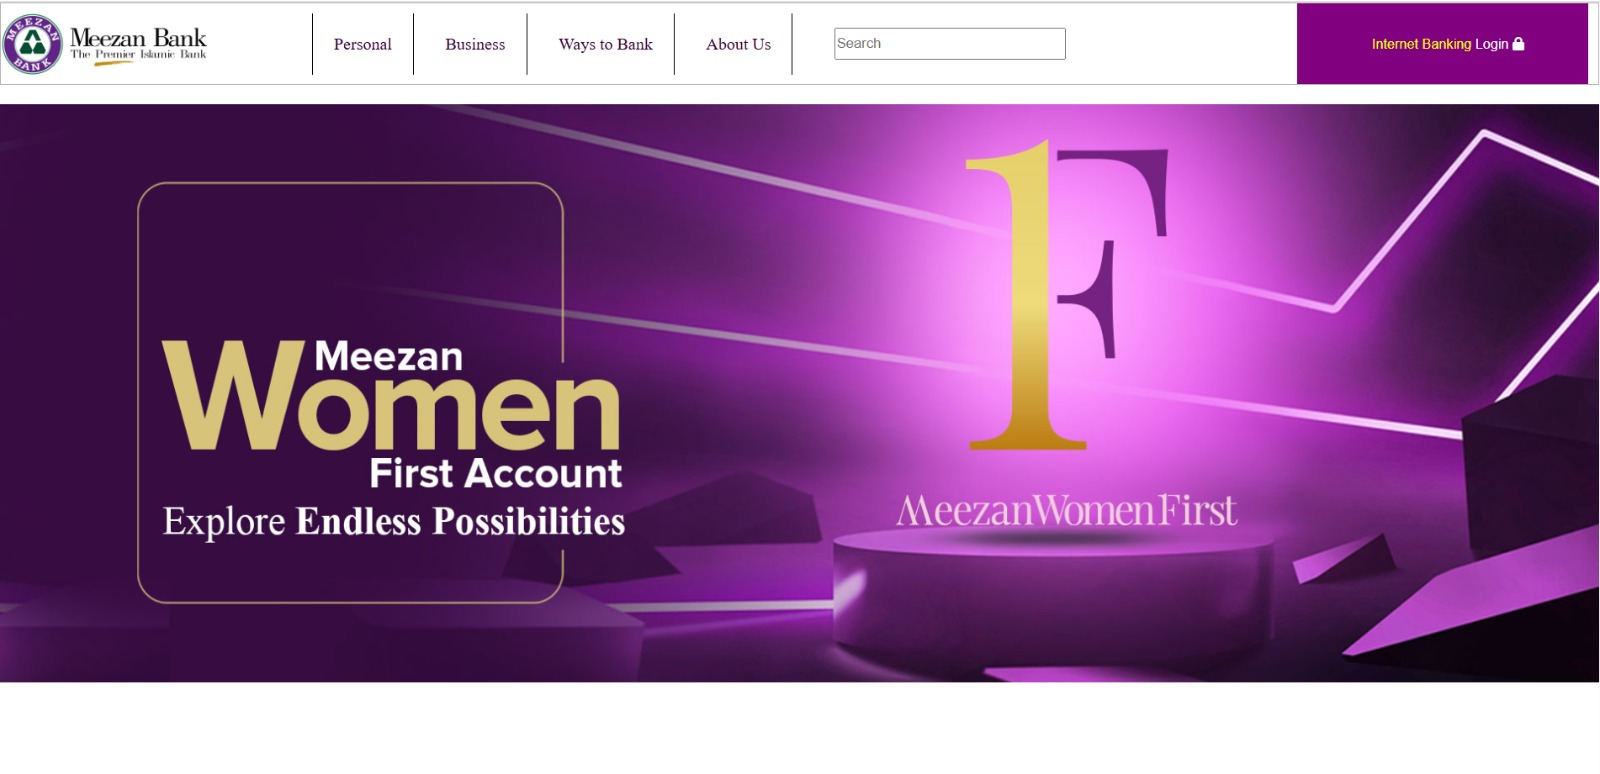 MEEZAN BANK
Meezan Bank
The Premier Islamic Bank
Personal
Business
Ways to Bank
About Us
Search
Internet Banking Login
Meezan
Women
First Account
Explore Endless Possibilities
1F
MeezanWomenFirst